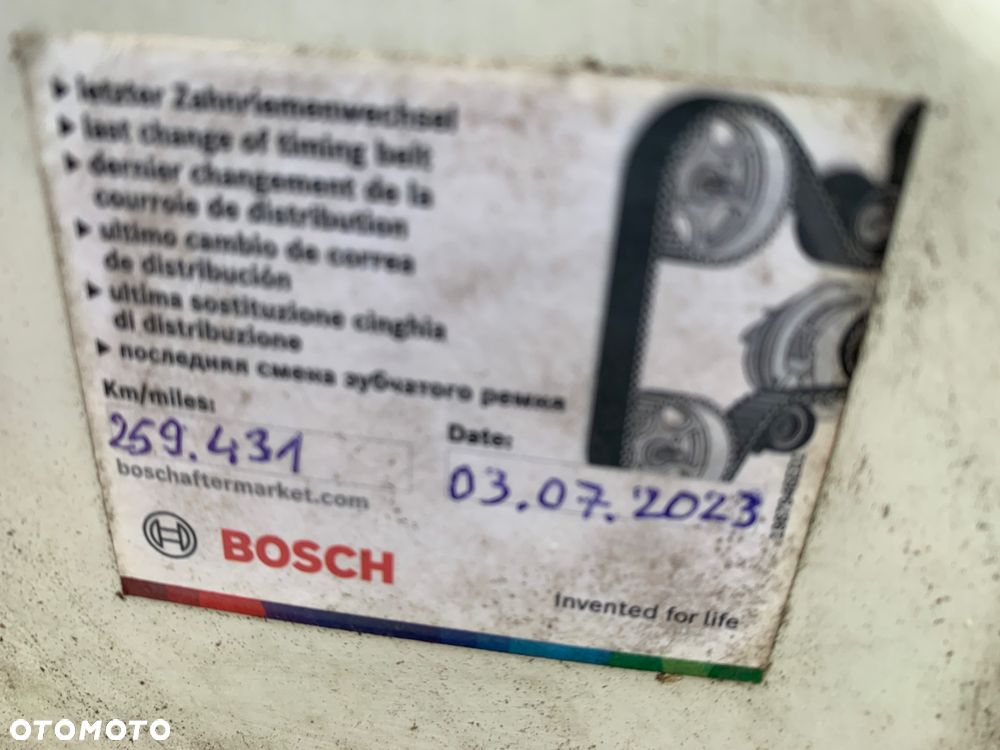 letzter Zahnriemenwechsel
last change of timing belt
dernier changement de la
courroie de distribution
ultimo cambio de correa
de distribución
ultima sostituzione cinghia
di distribuzione
последняя смена зубчатого ремня
Km/miles:
259.431
Date:
03.07.2023
boschaftermarket.com
BOSCH
Invented for life
OTOMOTO